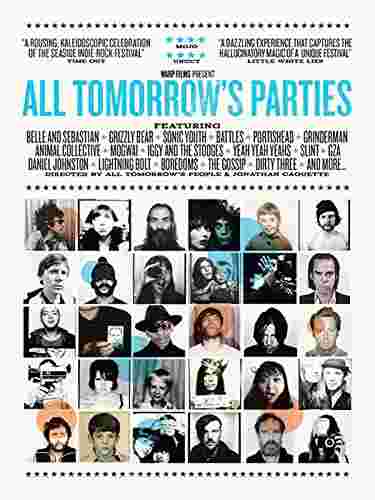 "A ROUSING, KALEIDOSCOPIC CELEBRATION
OF THE SEASIDE INDIE ROCK FESTIVAL"
TIME OUT
★★★★
MOJO
★★★★
UNCUT
"A DAZZLING EXPERIENCE THAT CAPTURES THE
HALLUCINATORY MAGIC OF A UNIQUE FESTIVAL"
LITTLE WHITE LIES
WARP FILMS PRESENT
ALL TOMORROW'S PARTIES
FEATURING
BELLE AND SEBASTIAN + GRIZZLY BEAR + SONIC YOUTH + BATTLES + PORTISHEAD + GRINDERMAN
ANIMAL COLLECTIVE + MOGWAI + IGGY AND THE STOOGES + YEAH YEAH YEAHS + SLINT + GZA
DANIEL JOHNSTON + LIGHTNING BOLT + BOREDOMS + THE GOSSIP + DIRTY THREE + AND MORE...
DIRECTED BY ALL TOMORROW'S PEOPLE & JONATHAN CAOUETTE